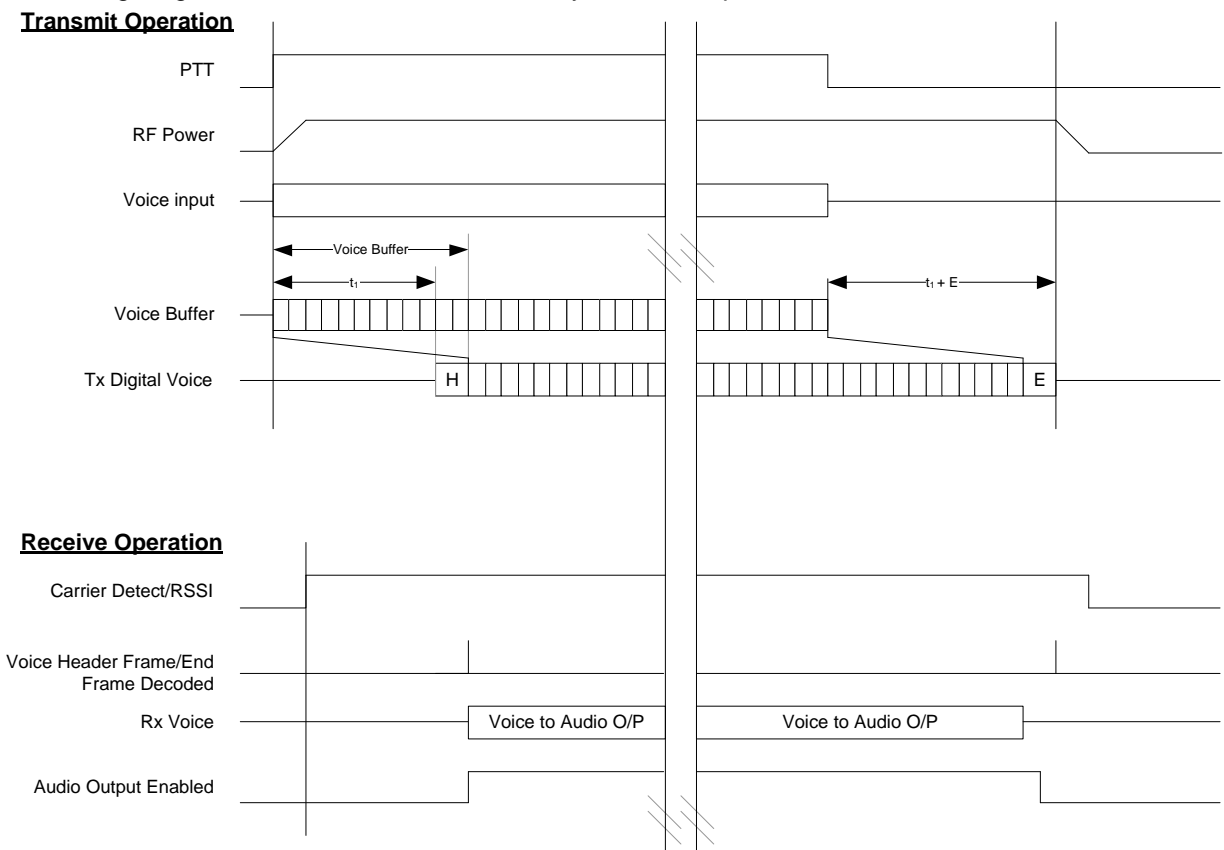 Transmit Operation
PTT
RF Power
Voice input
Voice Buffer
t₁
t₁ + E
Voice Buffer
Tx Digital Voice
H
E
Receive Operation
Carrier Detect/RSSI
Voice Header Frame/End
Frame Decoded
Rx Voice
Voice to Audio O/P
Voice to Audio O/P
Audio Output Enabled